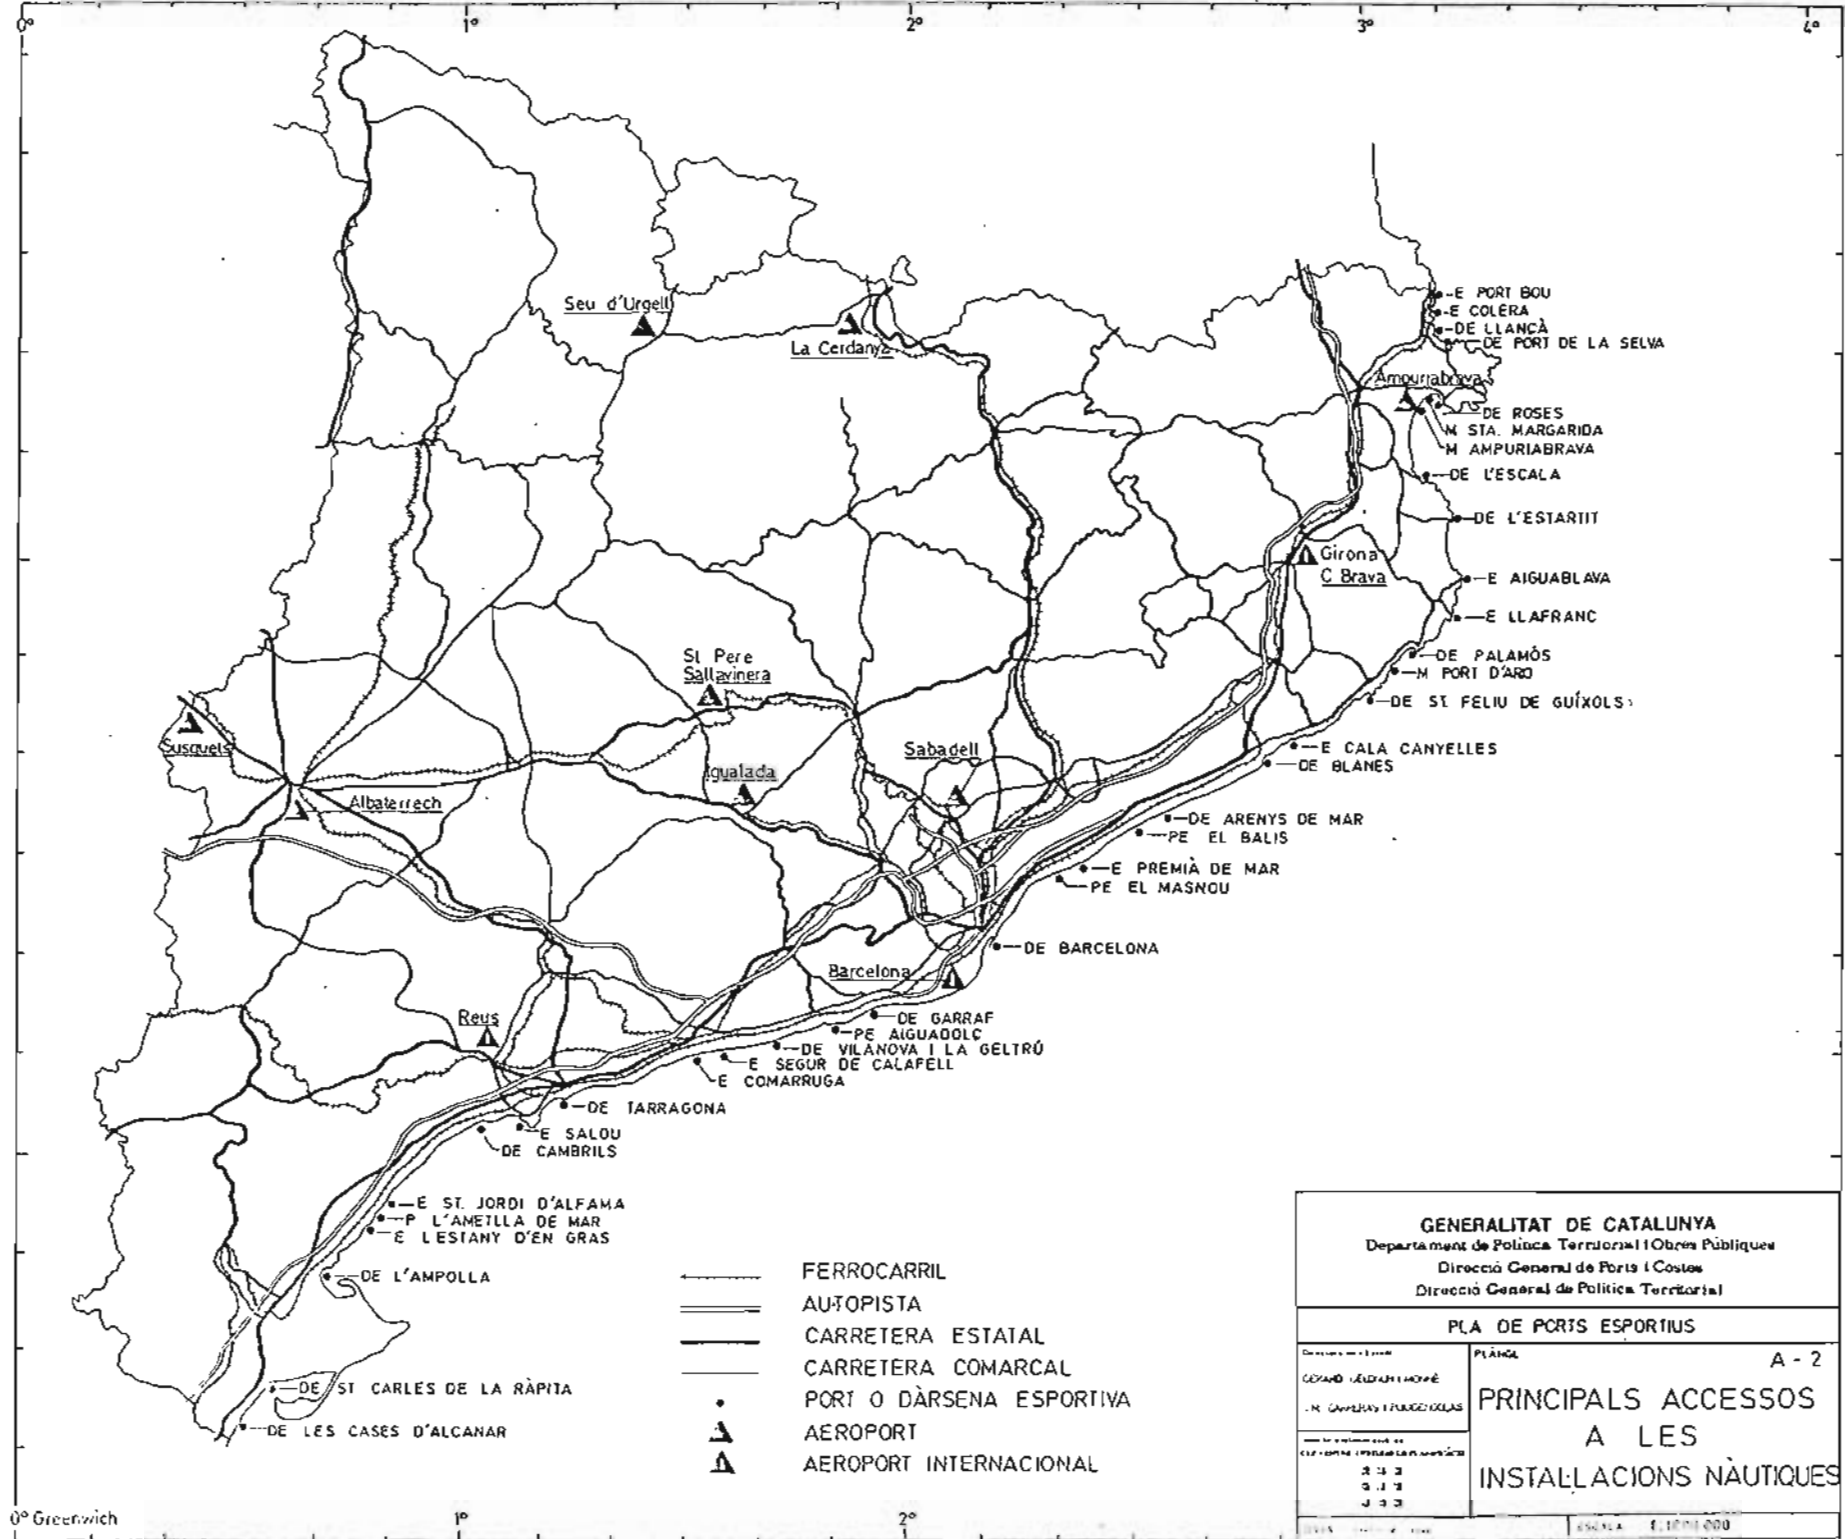 0° 1° 2° 3° 4°
Seu d'Urgell
La Cerdanya
E PORT BOU
E COLERA
DE LLANÇÀ
DE PORT DE LA SELVA
Ampuriabrava
DE ROSES
M STA. MARGARIDA
M AMPURIABRAVA
DE L'ESCALA
DE L'ESTARTIT
Girona
C Brava
E AIGUABLAVA
E LLAFRANC
St Pere
Sallavinera
DE PALAMÓS
M PORT D'ARO
DE ST FELIU DE GUÍXOLS
Susquets
Sabadell
E CALA CANYELLES
DE BLANES
Igualada
Albaterrech
DE ARENYS DE MAR
PE EL BALIS
E PREMIÀ DE MAR
PE EL MASNOU
DE BARCELONA
Barcelona
Reus
DE GARRAF
PE AIGUADOLÇ
DE VILANOVA I LA GELTRÚ
E SEGUR DE CALAFELL
E COMARRUGA
DE TARRAGONA
E SALOU
DE CAMBRILS
E ST. JORDI D'ALFAMA
P L'AMETLLA DE MAR
E L'ESTANY D'EN GRAS
DE L'AMPOLLA
DE ST CARLES DE LA RÀPITA
DE LES CASES D'ALCANAR
FERROCARRIL
AUTOPISTA
CARRETERA ESTATAL
CARRETERA COMARCAL
PORT O DÀRSENA ESPORTIVA
AEROPORT
AEROPORT INTERNACIONAL
GENERALITAT DE CATALUNYA
Departament de Política Territorial i Obres Públiques
Direcció General de Ports i Costes
Direcció General de Política Territorial
PLA DE PORTS ESPORTIUS
PLÀNOL
A - 2
PRINCIPALS ACCESSOS
A LES
INSTAL·LACIONS NÀUTIQUES
ESCALA
0° Greenwich 1° 2°